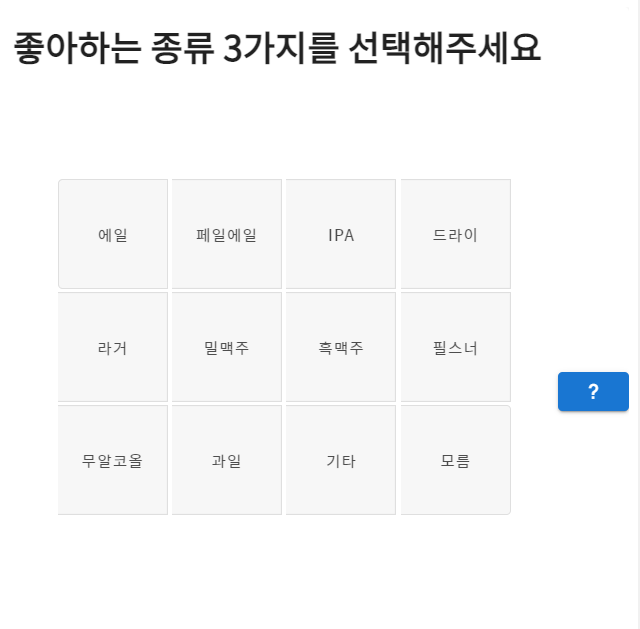 좋아하는 종류 3가지를 선택해주세요
에일 페일에일 IPA 드라이
라거 밀맥주 흑맥주 필스너
?
무알코올 과일 기타 모름